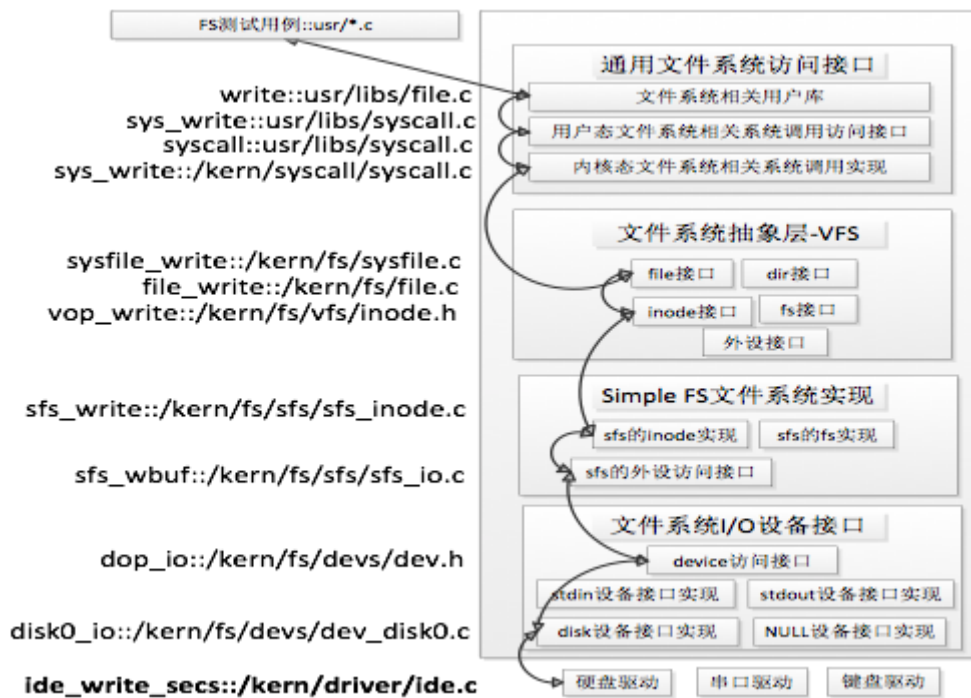 FS测试用例::usr/*.c
通用文件系统访问接口
write::usr/libs/file.c
文件系统相关用户库
sys_write::usr/libs/syscall.c
用户态文件系统相关系统调用访问接口
syscall::usr/libs/syscall.c
sys_write::/kern/syscall/syscall.c
内核态文件系统相关系统调用实现
文件系统抽象层-VFS
sysfile_write::/kern/fs/sysfile.c
file接口
dir接口
file_write::/kern/fs/file.c
vop_write::/kern/fs/vfs/inode.h
inode接口
fs接口
外设接口
Simple FS文件系统实现
sfs_write::/kern/fs/sfs/sfs_inode.c
sfs的inode实现
sfs的fs实现
sfs_wbuf::/kern/fs/sfs/sfs_io.c
sfs的外设访问接口
文件系统I/O设备接口
dop_io::/kern/fs/devs/dev.h
device访问接口
stdin设备接口实现
stdout设备接口实现
disk0_io::/kern/fs/devs/dev_disk0.c
disk设备接口实现
NULL设备接口实现
ide_write_secs::/kern/driver/ide.c
硬盘驱动
串口驱动
键盘驱动